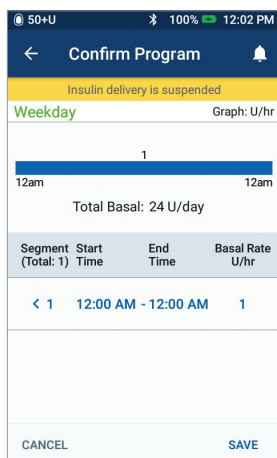 50+U 100% 12:02 PM
Confirm Program
Insulin delivery is suspended
Weekday Graph: U/hr
1
12am 12am
Total Basal: 24 U/day
Segment Start End Basal Rate
(Total: 1) Time Time U/hr
< 1 12:00 AM - 12:00 AM 1
CANCEL SAVE